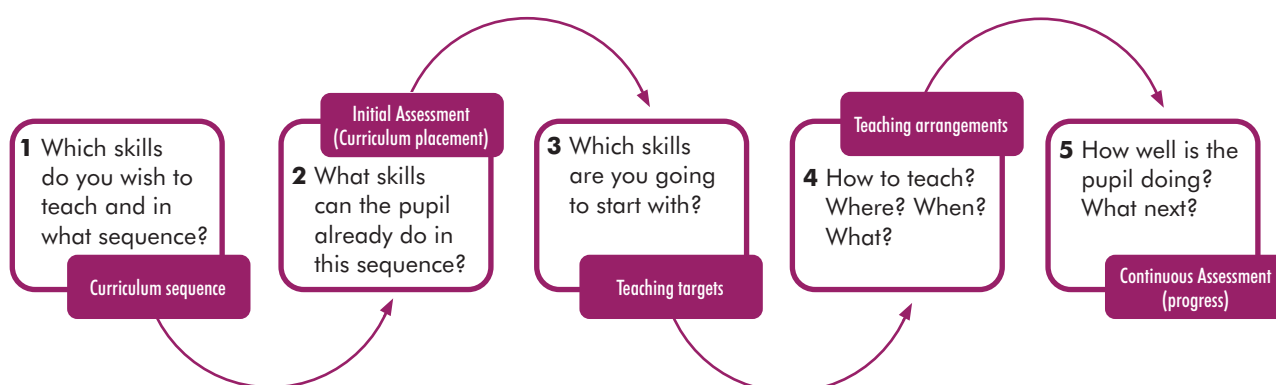 1 Which skills
do you wish to
teach and in
what sequence?
Curriculum sequence
Initial Assessment
(Curriculum placement)
2 What skills
can the pupil
already do in
this sequence?
3 Which skills
are you going
to start with?
Teaching targets
Teaching arrangements
4 How to teach?
Where? When?
What?
5 How well is the
pupil doing?
What next?
Continuous Assessment
(progress)